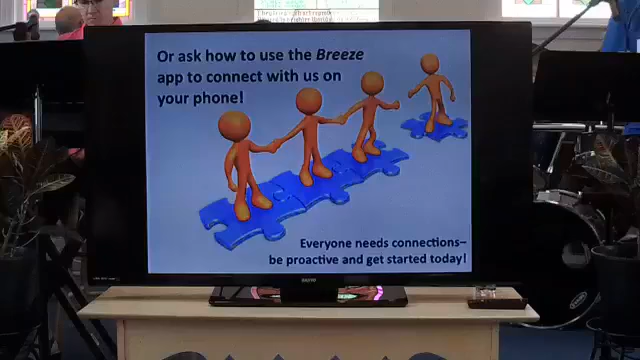 Or ask how to use the Breeze
app to connect with us on
your phone!
Everyone needs connections–
be proactive and get started today!
SANYO